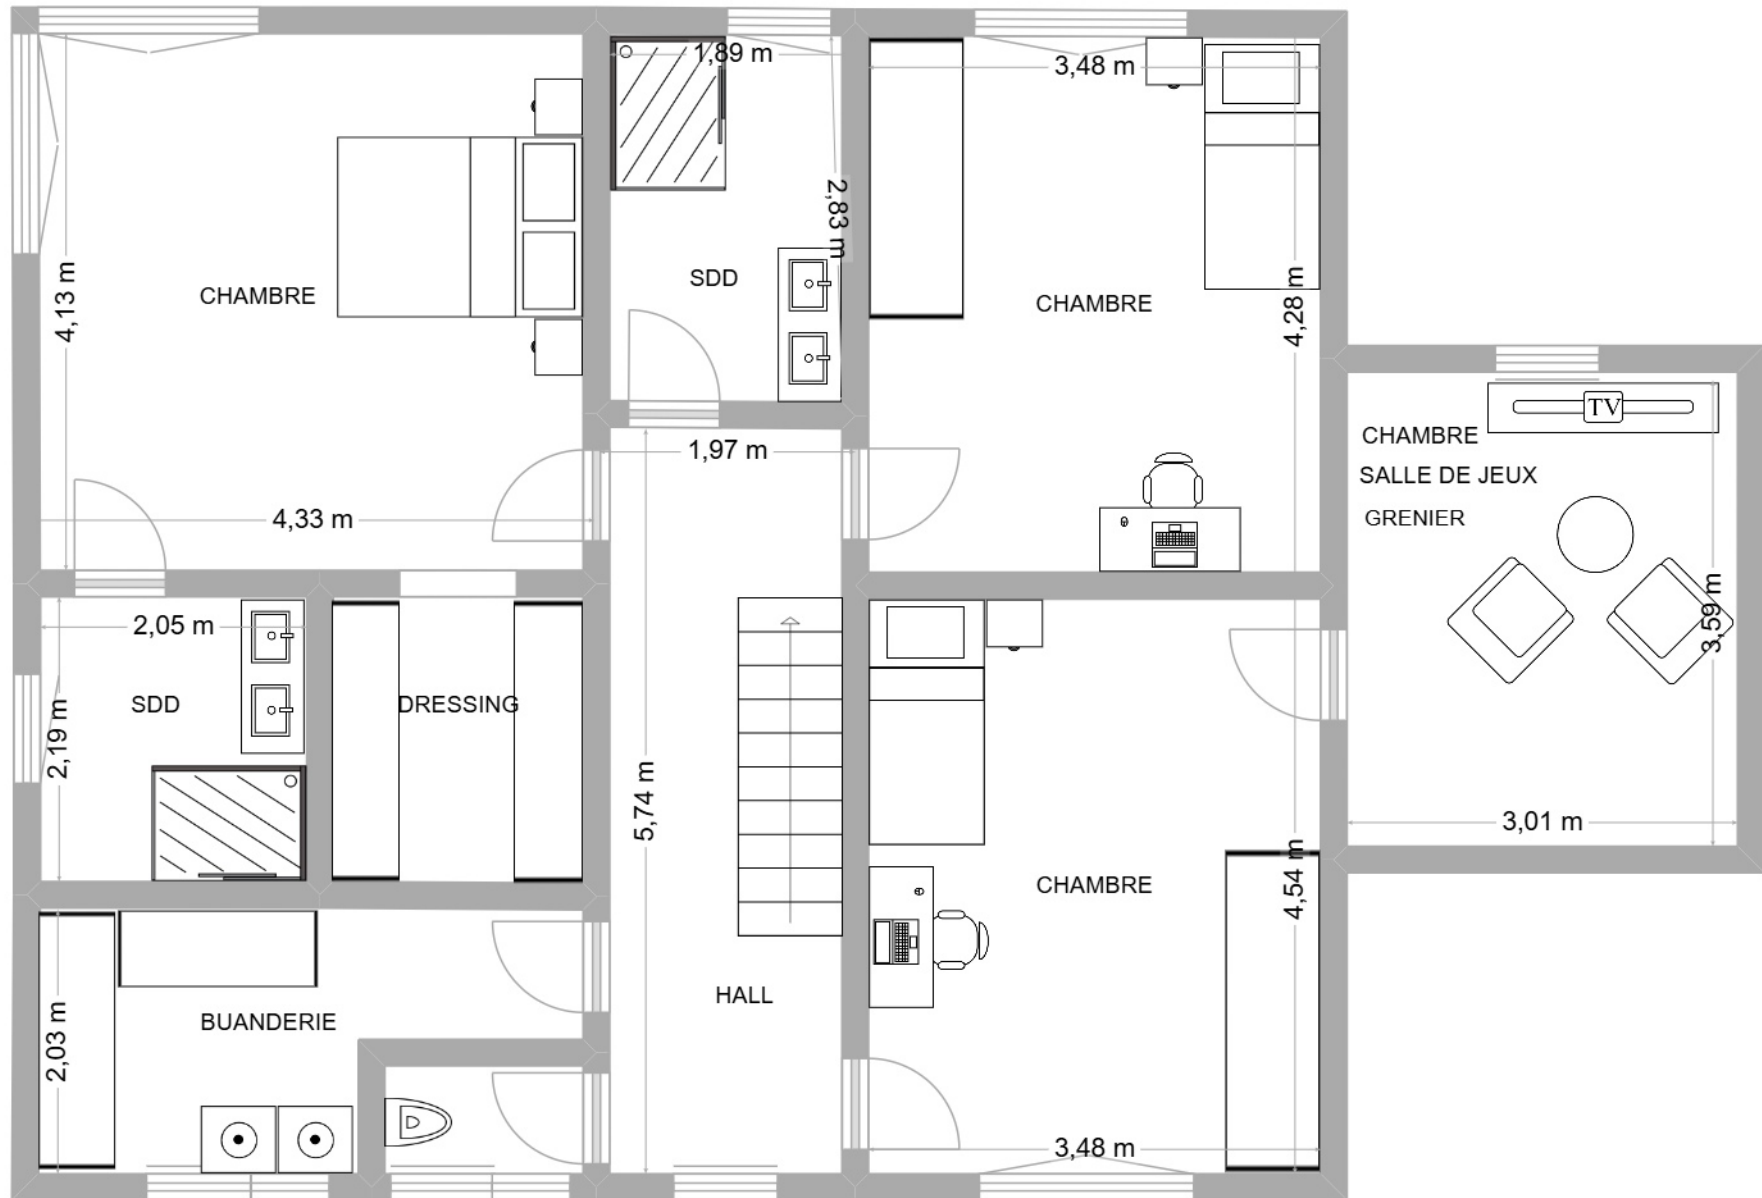 1,89 m
3,48 m
2,83 m
CHAMBRE
4,13 m
SDD
CHAMBRE
4,28 m
TV
CHAMBRE
SALLE DE JEUX
GRENIER
1,97 m
4,33 m
2,05 m
SDD
2,19 m
DRESSING
5,74 m
3,59 m
3,01 m
CHAMBRE
4,54 m
HALL
BUANDERIE
2,03 m
3,48 m